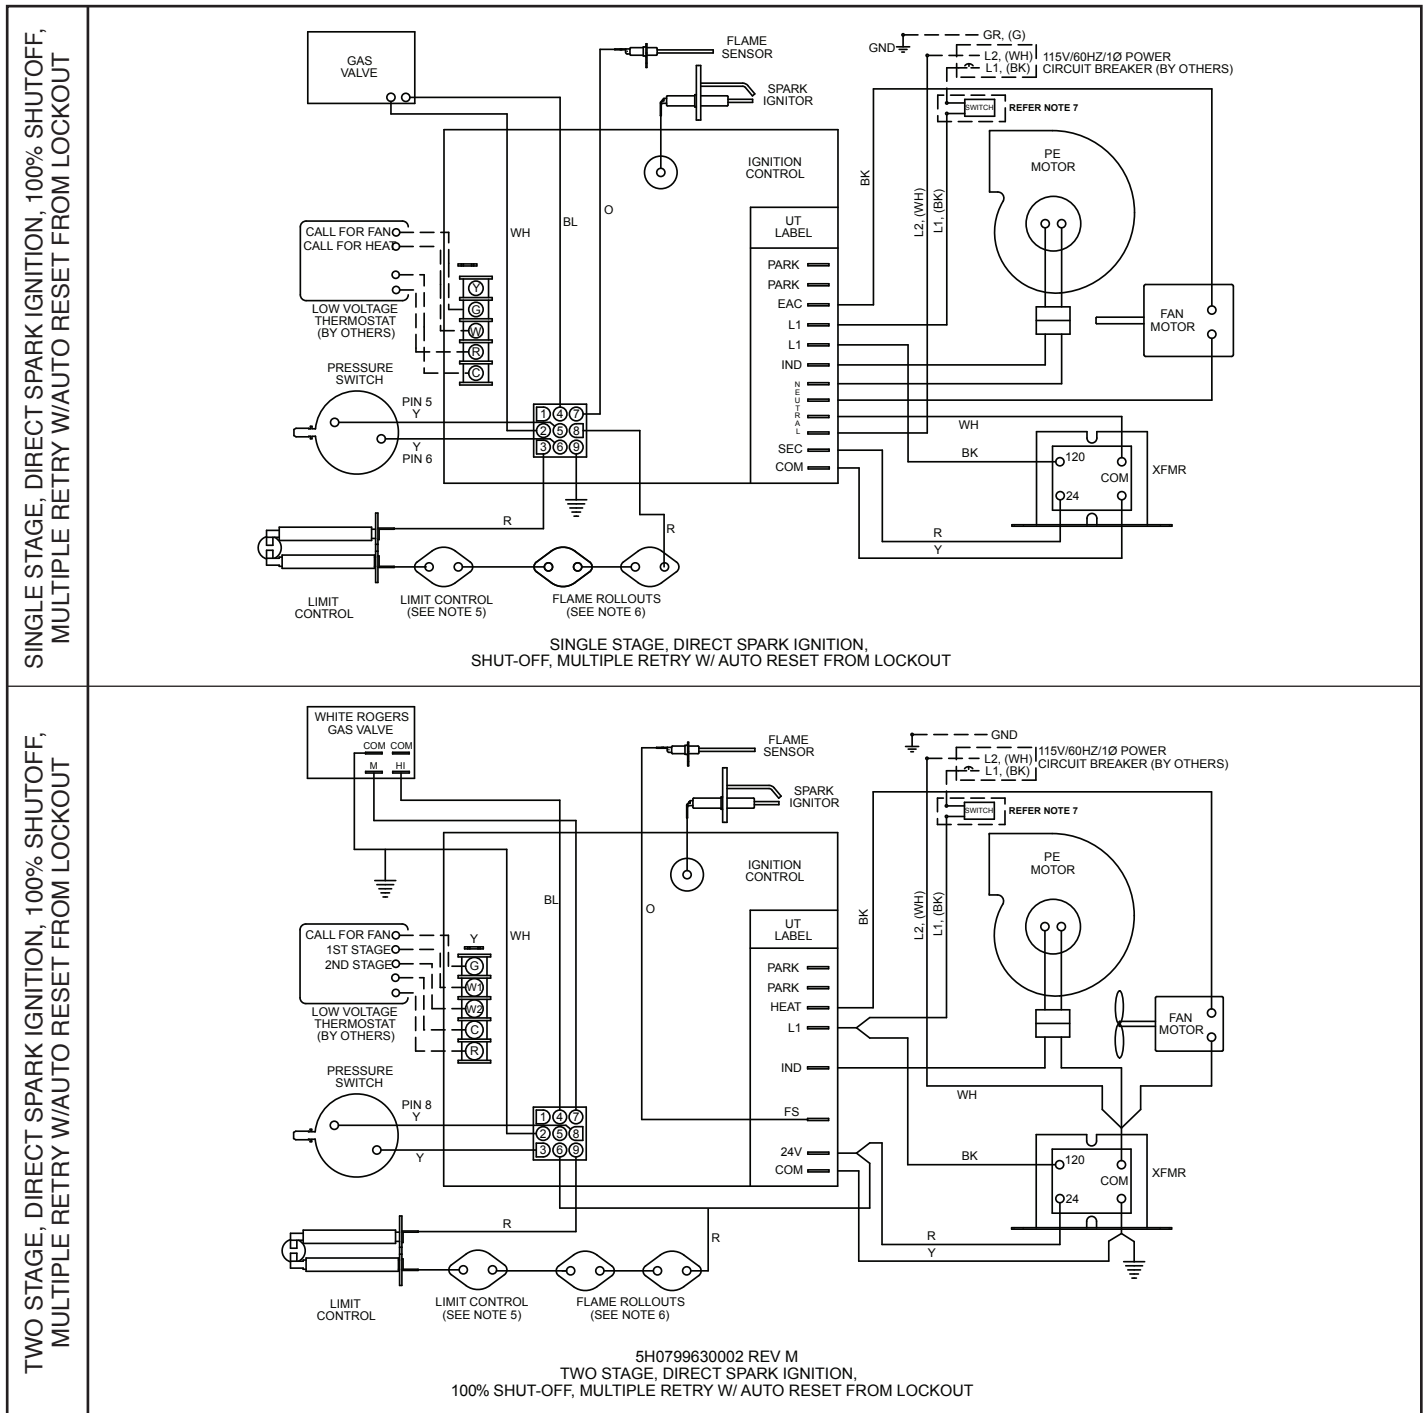 SINGLE STAGE, DIRECT SPARK IGNITION, 100% SHUTOFF,
MULTIPLE RETRY W/AUTO RESET FROM LOCKOUT
GAS
VALVE
FLAME
SENSOR
SPARK
IGNITOR
GR, (G)
GND
L2, (WH)
L1, (BK)
115V/60HZ/1Ø POWER
CIRCUIT BREAKER (BY OTHERS)
SWITCH
REFER NOTE 7
IGNITION
CONTROL
PE
MOTOR
BK
L2, (WH)
L1, (BK)
O
BL
WH
UT
LABEL
CALL FOR FAN
CALL FOR HEAT
LOW VOLTAGE
THERMOSTAT
(BY OTHERS)
Y
G
W
R
C
PARK
PARK
EAC
L1
L1
IND
NEUTRAL
SEC
COM
FAN
MOTOR
PRESSURE
SWITCH
PIN 5
Y
Y
PIN 6
1 4 7
2 5 8
3 6 9
WH
BK
120
COM
24
XFMR
R
Y
R
R
LIMIT
CONTROL
LIMIT CONTROL
(SEE NOTE 5)
FLAME ROLLOUTS
(SEE NOTE 6)
SINGLE STAGE, DIRECT SPARK IGNITION,
SHUT-OFF, MULTIPLE RETRY W/ AUTO RESET FROM LOCKOUT
TWO STAGE, DIRECT SPARK IGNITION, 100% SHUTOFF,
MULTIPLE RETRY W/AUTO RESET FROM LOCKOUT
WHITE ROGERS
GAS VALVE
COM COM
M HI
FLAME
SENSOR
SPARK
IGNITOR
GND
L2, (WH)
L1, (BK)
115V/60HZ/1Ø POWER
CIRCUIT BREAKER (BY OTHERS)
SWITCH
REFER NOTE 7
IGNITION
CONTROL
PE
MOTOR
BK
L2, (WH)
L1, (BK)
BL
WH
O
UT
LABEL
CALL FOR FAN
1ST STAGE
2ND STAGE
LOW VOLTAGE
THERMOSTAT
(BY OTHERS)
Y
G
W1
W2
C
R
PARK
PARK
HEAT
L1
IND
FS
24V
COM
FAN
MOTOR
PRESSURE
SWITCH
PIN 8
Y
Y
1 4 7
2 5 8
3 6 9
WH
BK
120
COM
24
XFMR
R
Y
R
R
LIMIT
CONTROL
LIMIT CONTROL
(SEE NOTE 5)
FLAME ROLLOUTS
(SEE NOTE 6)
5H0799630002 REV M
TWO STAGE, DIRECT SPARK IGNITION,
100% SHUT-OFF, MULTIPLE RETRY W/ AUTO RESET FROM LOCKOUT